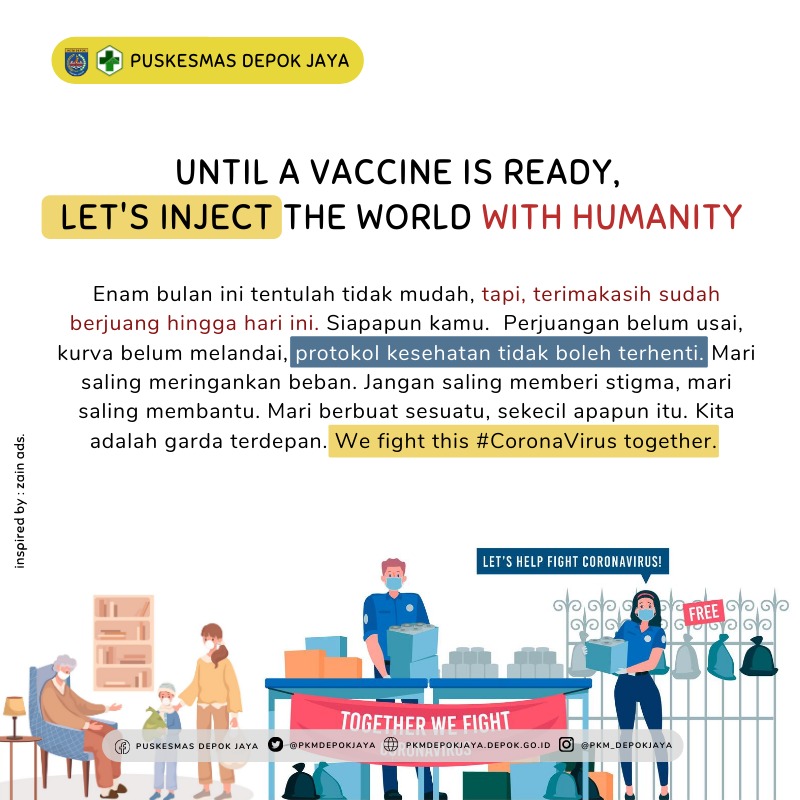 PUSKESMAS DEPOK JAYA
UNTIL A VACCINE IS READY,
LET'S INJECT THE WORLD WITH HUMANITY
Enam bulan ini tentulah tidak mudah, tapi, terimakasih sudah
berjuang hingga hari ini. Siapapun kamu. Perjuangan belum usai,
kurva belum melandai, protokol kesehatan tidak boleh terhenti. Mari
saling meringankan beban. Jangan saling memberi stigma, mari
saling membantu. Mari berbuat sesuatu, sekecil apapun itu. Kita
adalah garda terdepan. We fight this #CoronaVirus together.
inspired by : zain ads.
LET'S HELP FIGHT CORONAVIRUS!
FREE
TOGETHER WE FIGHT
CORONAVIRUS
PUSKESMAS DEPOK JAYA @PKMDEPOKJAYA PKMDEPOKJAYA.DEPOK.GO.ID @PKM_DEPOKJAYA